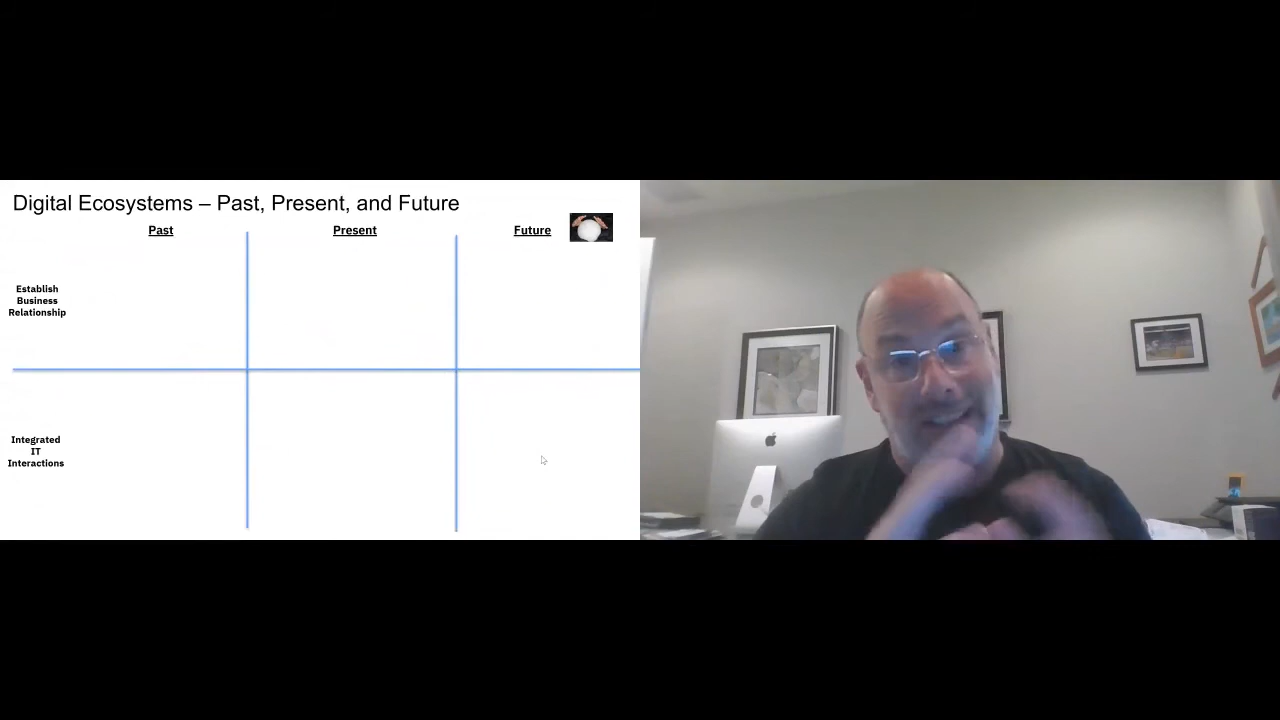 Digital Ecosystems – Past, Present, and Future
Past
Present
Future
Establish
Business
Relationship
Integrated
IT
Interactions